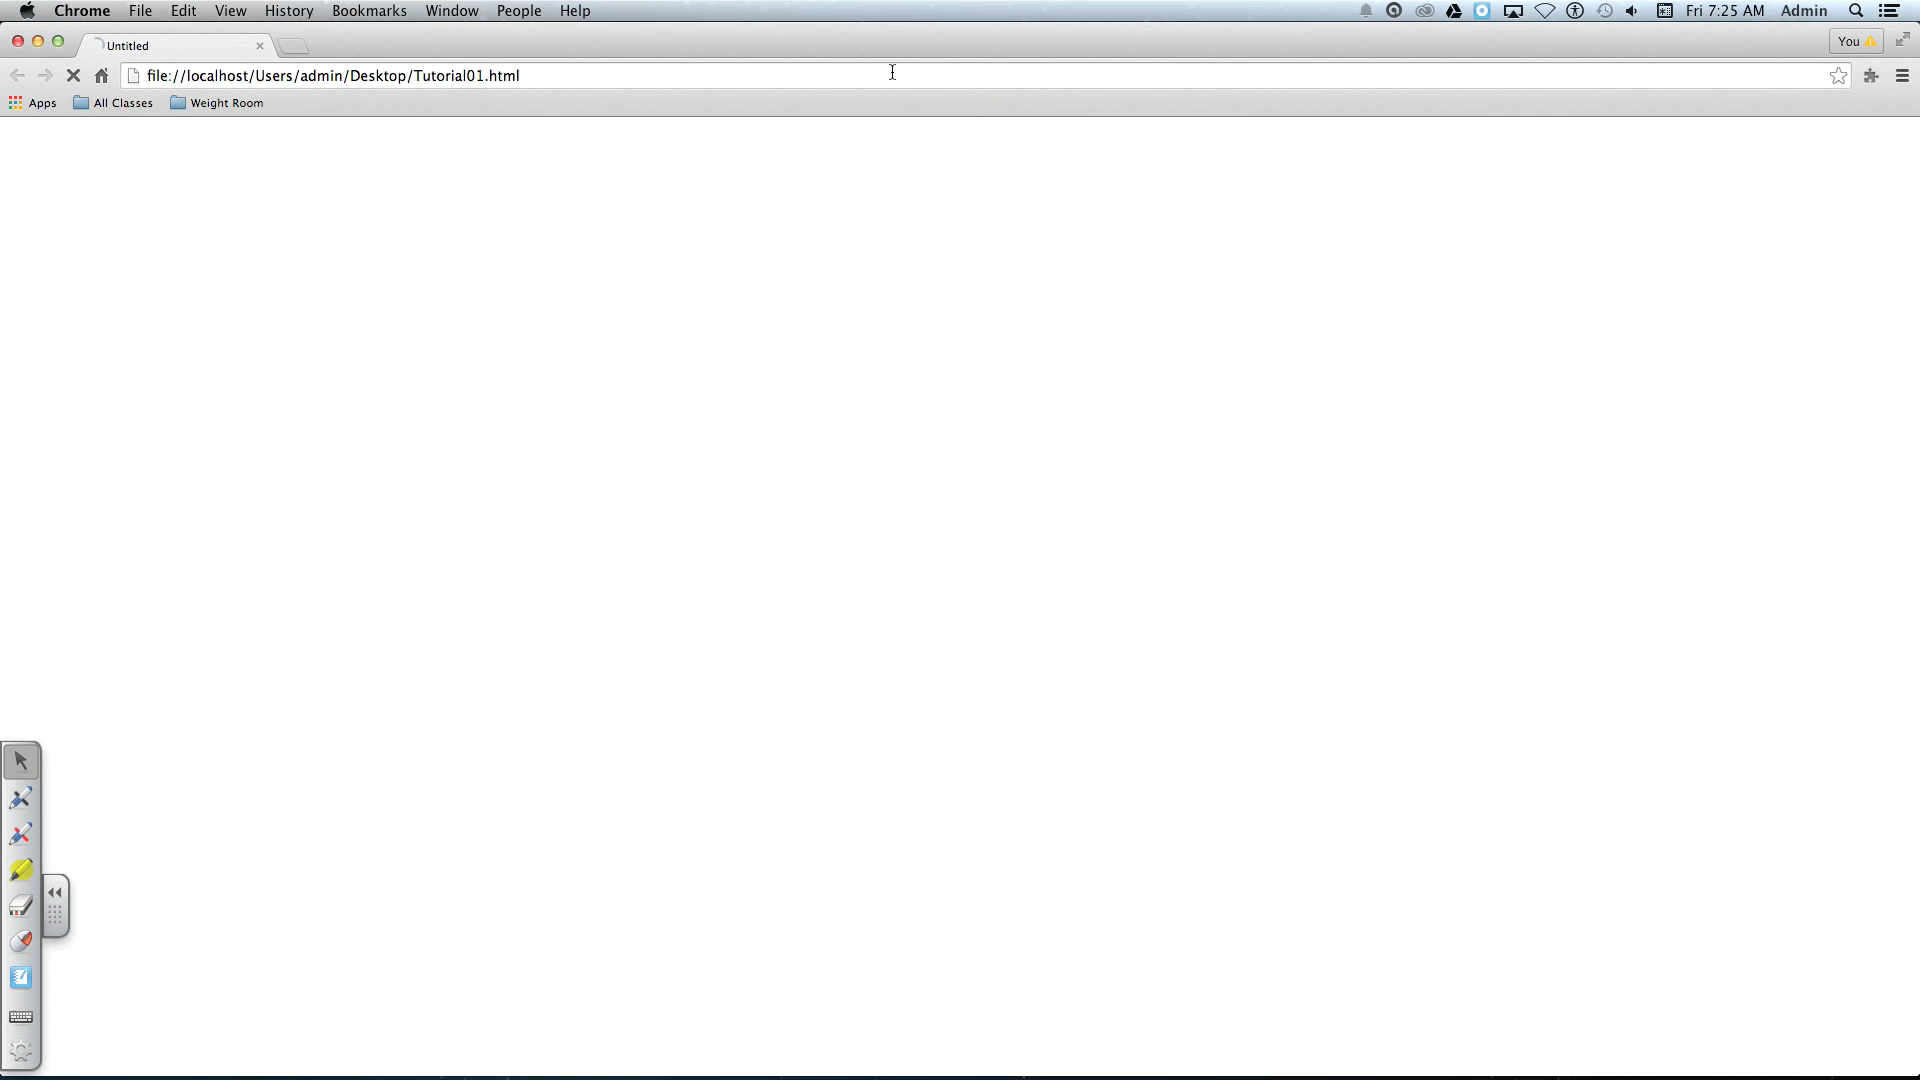 Chrome File Edit View History Bookmarks Window People Help Fri 7:25 AM Admin
Untitled You
file://localhost/Users/admin/Desktop/Tutorial01.html
Apps All Classes Weight Room